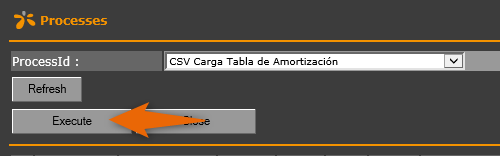 Processes
ProcessId : CSV Carga Tabla de Amortización
Refresh
Execute Close